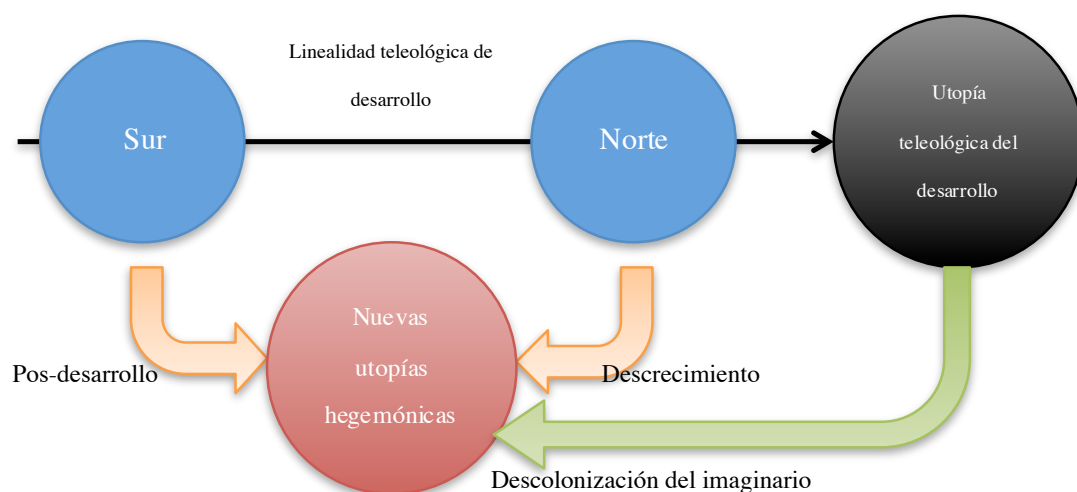 Linealidad teleológica de
desarrollo
Sur
Norte
Utopía
teleológica del
desarrollo
Nuevas
utopías
hegemónicas
Pos-desarrollo
Descrecimiento
Descolonización del imaginario